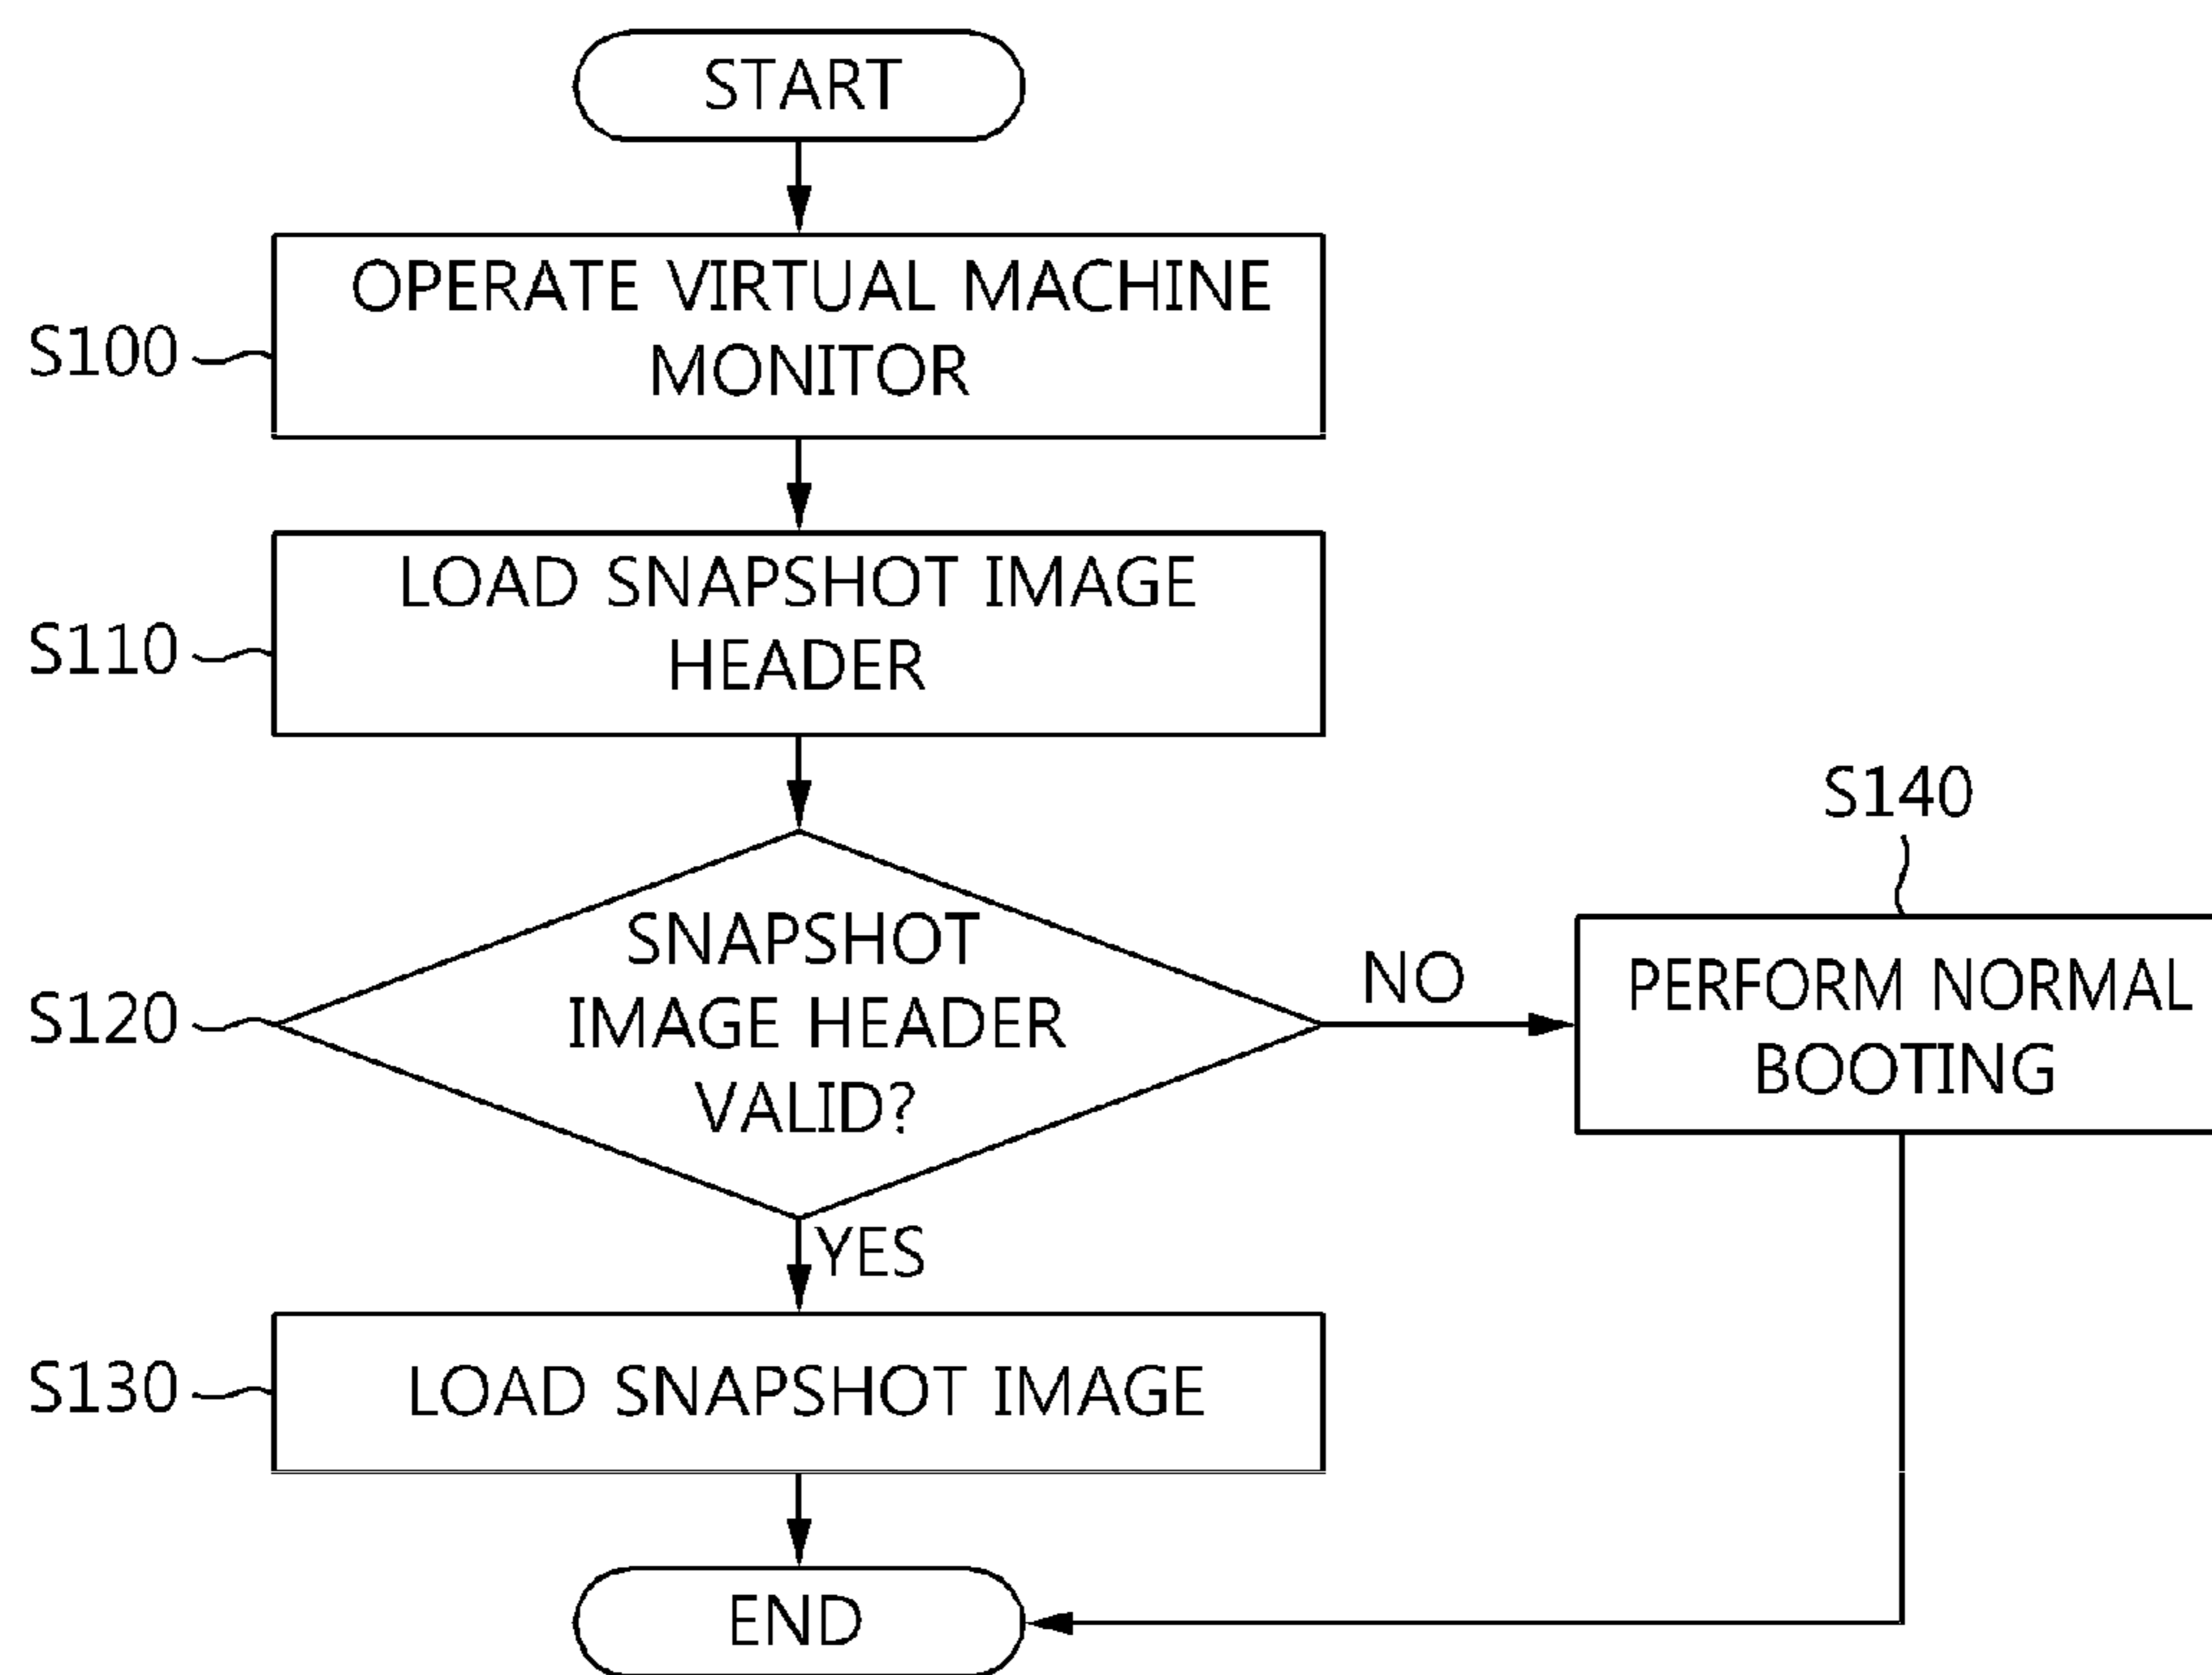 START
OPERATE VIRTUAL MACHINE
MONITOR
S100
LOAD SNAPSHOT IMAGE
HEADER
S110
SNAPSHOT
IMAGE HEADER
VALID?
S120
NO
S140
PERFORM NORMAL
BOOTING
YES
S130
LOAD SNAPSHOT IMAGE
END